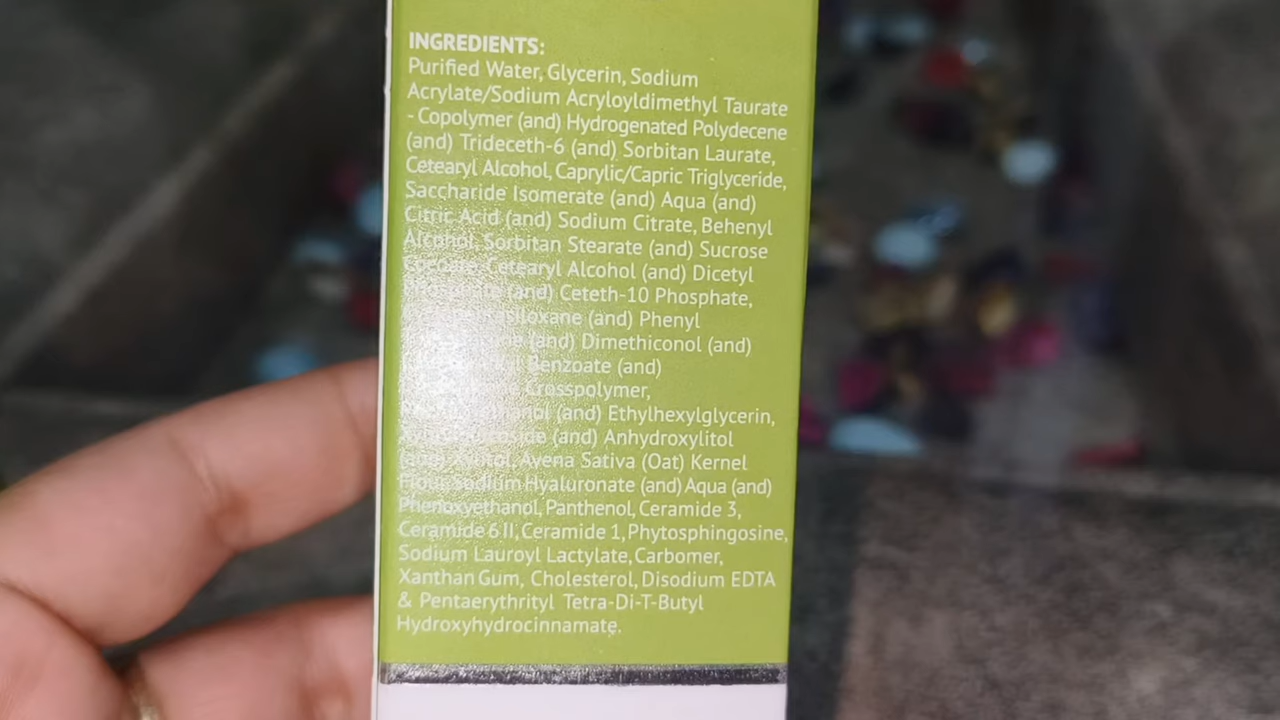 INGREDIENTS:
Purified Water, Glycerin, Sodium
Acrylate/Sodium Acryloyldimethyl Taurate
- Copolymer (and) Hydrogenated Polydecene
(and) Trideceth-6 (and) Sorbitan Laurate,
Cetearyl Alcohol, Caprylic/Capric Triglyceride,
Saccharide Isomerate (and) Aqua (and)
Citric Acid (and) Sodium Citrate, Behenyl
Alcohol, Sorbitan Stearate (and) Sucrose
Cetearyl Alcohol (and) Dicetyl
(and) Ceteth-10 Phosphate,
(and) Phenyl
(and) Dimethiconol (and)
Benzoate (and)
Crosspolymer,
(and) Ethylhexylglycerin,
(and) Anhydroxylitol
(and) Xylitol, Avena Sativa (Oat) Kernel
Flour, Sodium Hyaluronate (and) Aqua (and)
Phenoxyethanol, Panthenol, Ceramide 3,
Ceramide 6 II, Ceramide 1, Phytosphingosine,
Sodium Lauroyl Lactylate, Carbomer,
Xanthan Gum, Cholesterol, Disodium EDTA
& Pentaerythrityl Tetra-Di-T-Butyl
Hydroxyhydrocinnamate.